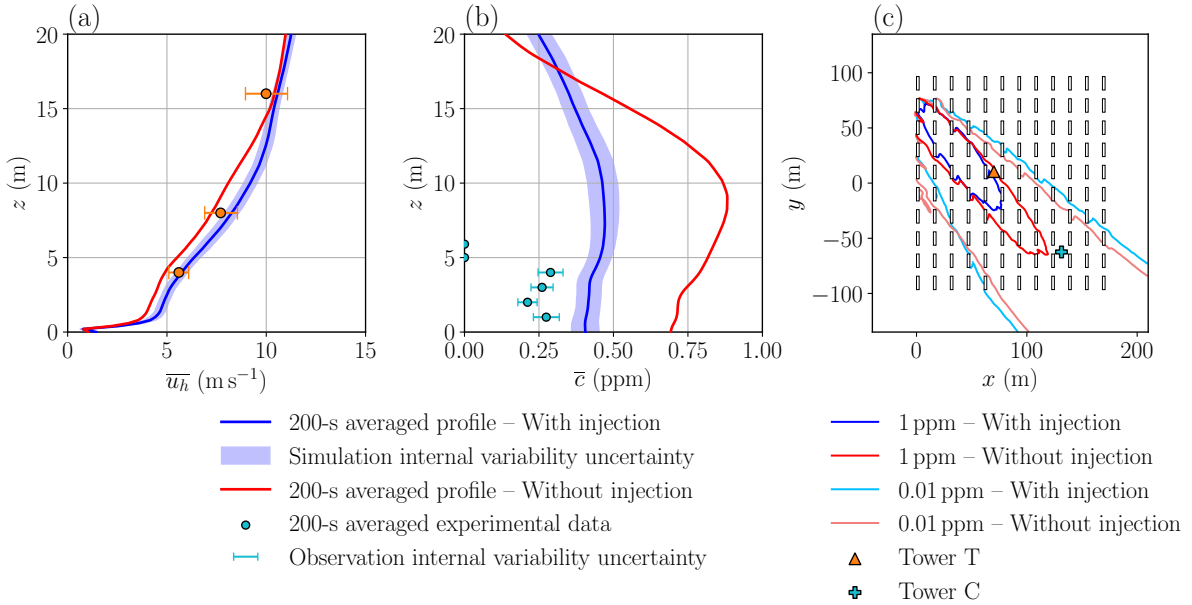 (a)
(b)
(c)
20
15
10
5
0
z (m)
0
5
10
15
u_h (m s⁻¹)
20
15
10
5
0
z (m)
0.00
0.25
0.50
0.75
1.00
c (ppm)
100
50
0
−50
−100
y (m)
0
100
200
x (m)
200-s averaged profile – With injection
Simulation internal variability uncertainty
200-s averaged profile – Without injection
200-s averaged experimental data
Observation internal variability uncertainty
1 ppm – With injection
1 ppm – Without injection
0.01 ppm – With injection
0.01 ppm – Without injection
Tower T
Tower C